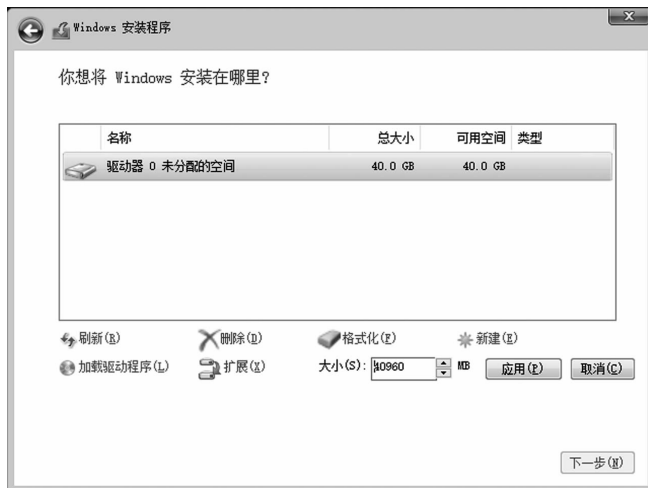 Windows 安装程序
你想将 Windows 安装在哪里？
名称 总大小 可用空间 类型
驱动器 0 未分配的空间 40.0 GB 40.0 GB
刷新(R) 删除(D) 格式化(F) 新建(E)
加载驱动程序(L) 扩展(X) 大小(S): 40960 MB 应用(P) 取消(C)
下一步(N)